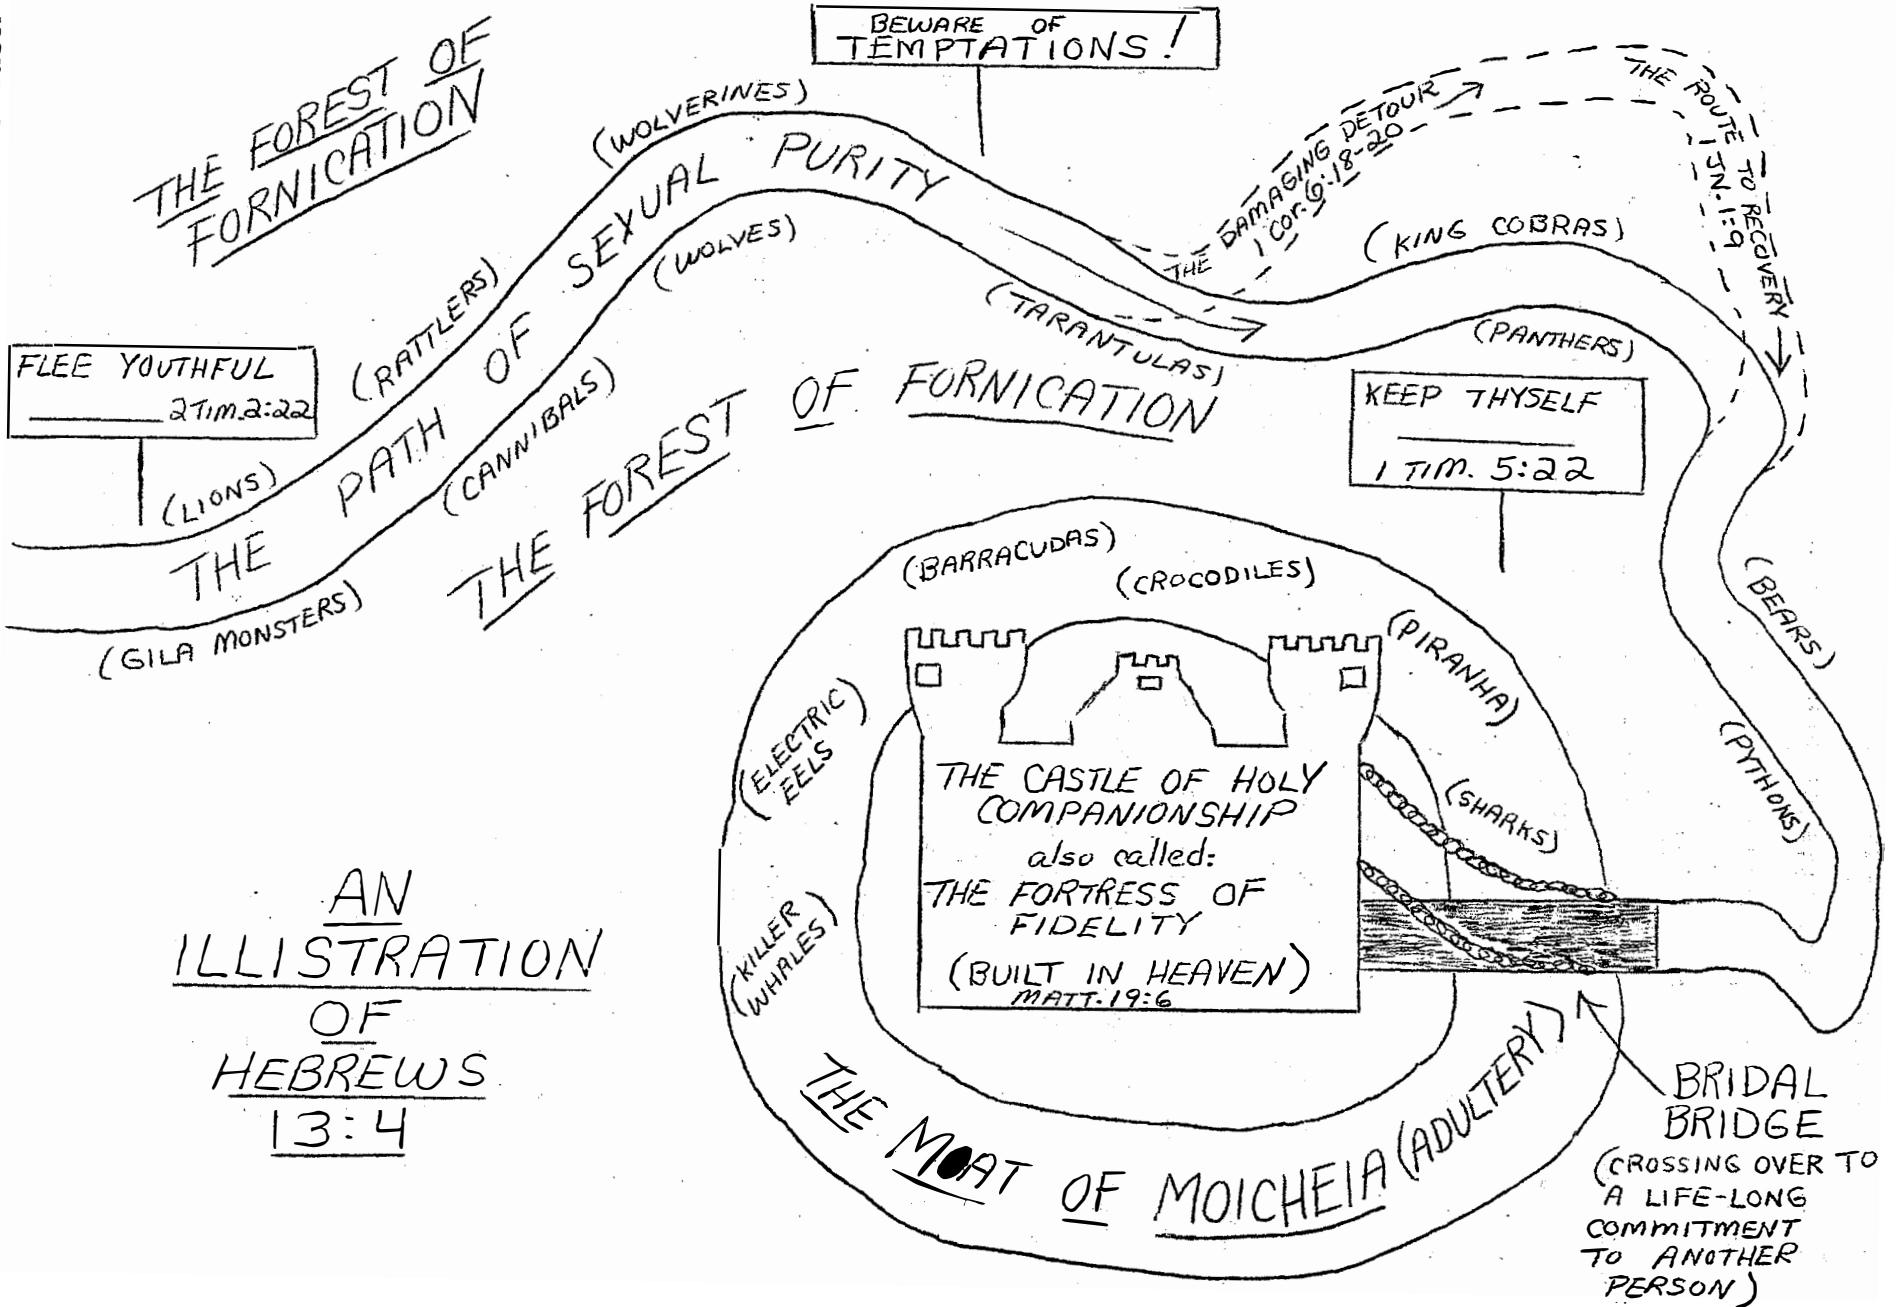 THE FOREST OF
FORNICATION
BEWARE OF
TEMPTATIONS!
(WOLVERINES)
THE PATH OF SEXUAL PURITY
(RATTLERS)
(WOLVES)
(LIONS)
(CANNIBALS)
(GILA MONSTERS)
(TARANTULAS)
THE DAMAGING DETOUR
1 COR. 6:18-20
THE ROUTE TO RECOVERY
1 JN. 1:9
(KING COBRAS)
(PANTHERS)
FLEE YOUTHFUL
________ 2 TIM. 2:22
THE FOREST OF FORNICATION
KEEP THYSELF
________
1 TIM. 5:22
(BEARS)
(PYTHONS)
(BARRACUDAS)
(CROCODILES)
(PIRANHA)
(SHARKS)
(ELECTRIC
EELS)
(KILLER
WHALES)
THE CASTLE OF HOLY
COMPANIONSHIP
also called:
THE FORTRESS OF
FIDELITY
(BUILT IN HEAVEN)
MATT. 19:6
THE MOAT OF MOICHEIA (ADULTERY)
AN
ILLISTRATION
OF
HEBREWS
13:4
BRIDAL
BRIDGE
(CROSSING OVER TO
A LIFE-LONG
COMMITMENT
TO ANOTHER
PERSON)